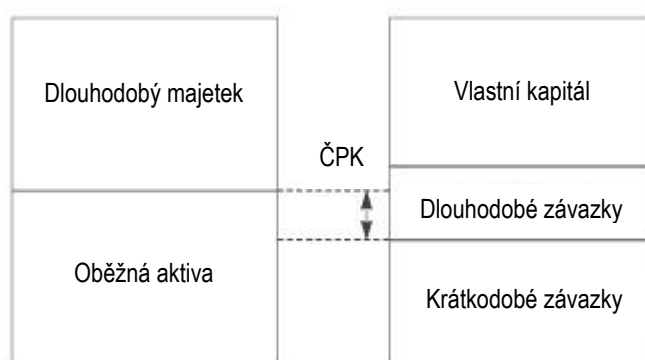 Dlouhodobý majetek
Oběžná aktiva
ČPK
Vlastní kapitál
Dlouhodobé závazky
Krátkodobé závazky